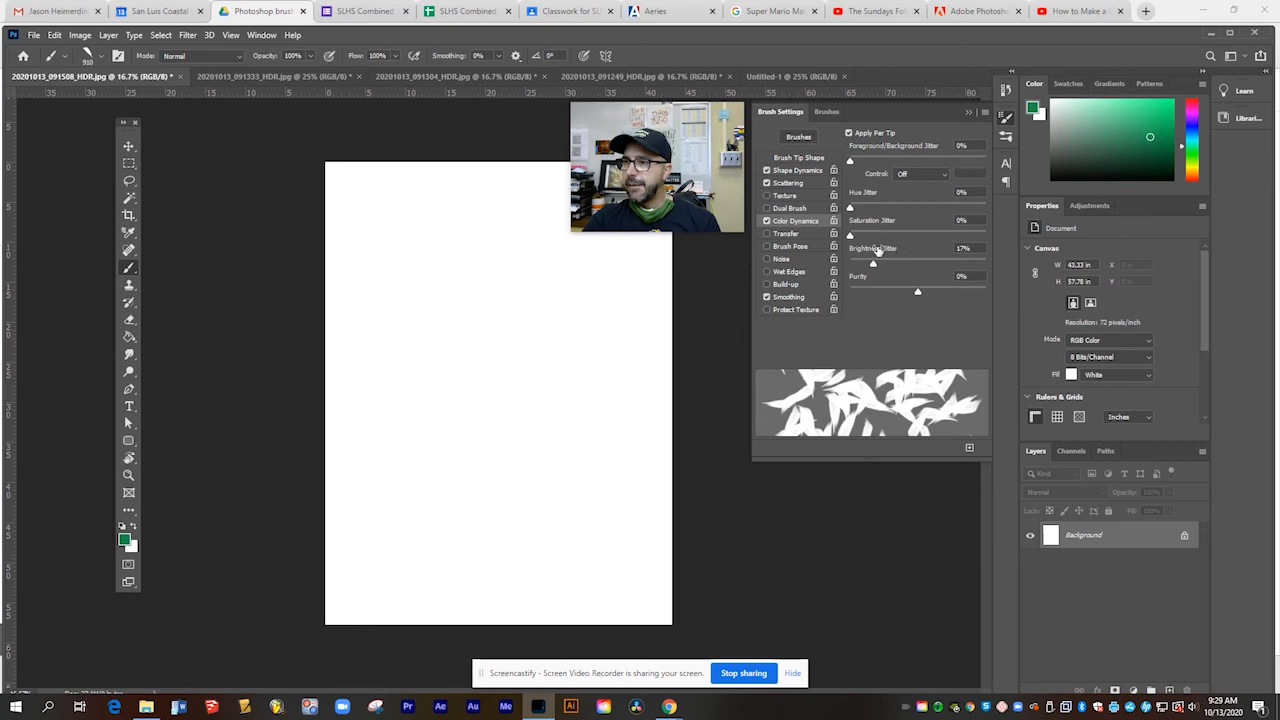 Jason Heimerdin
San Luis Coastal
Photoshop brush
SLHS Combined
SLHS Combined
Classwork for SL
Aeries
Super Mario Mai
The Sundays Fol
Adobe Photosh
How to Make a C
File Edit Image Layer Type Select Filter 3D View Window Help
910
Mode: Normal
Opacity: 100%
Flow: 100%
Smoothing: 0%
0°
20201013_091508_HDR.jpg @ 16.7% (RGB/8) *
20201013_091333_HDR.jpg @ 25% (RGB/8) *
20201013_091304_HDR.jpg @ 16.7% (RGB/8) *
20201013_091249_HDR.jpg @ 16.7% (RGB/8) *
Untitled-1 @ 25% (RGB/8)
Brush Settings Brushes
Brushes
Brush Tip Shape
Shape Dynamics
Scattering
Texture
Dual Brush
Color Dynamics
Transfer
Brush Pose
Noise
Wet Edges
Build-up
Smoothing
Protect Texture
Apply Per Tip
Foreground/Background Jitter 0%
Control: Off
Hue Jitter 0%
Saturation Jitter 0%
Brightness Jitter 17%
Purity 0%
Color Swatches Gradients Patterns
Learn
Librari...
Properties Adjustments
Document
Canvas
W 43.33 in
H 57.78 in
Resolution: 72 pixels/inch
Mode RGB Color
8 Bits/Channel
Fill White
Rulers & Grids
Inches
Layers Channels Paths
Kind
Normal Opacity: 100%
Lock: Fill: 100%
Background
Screencastify - Screen Video Recorder is sharing your screen.
Stop sharing
Hide
9:29 AM
10/13/2020